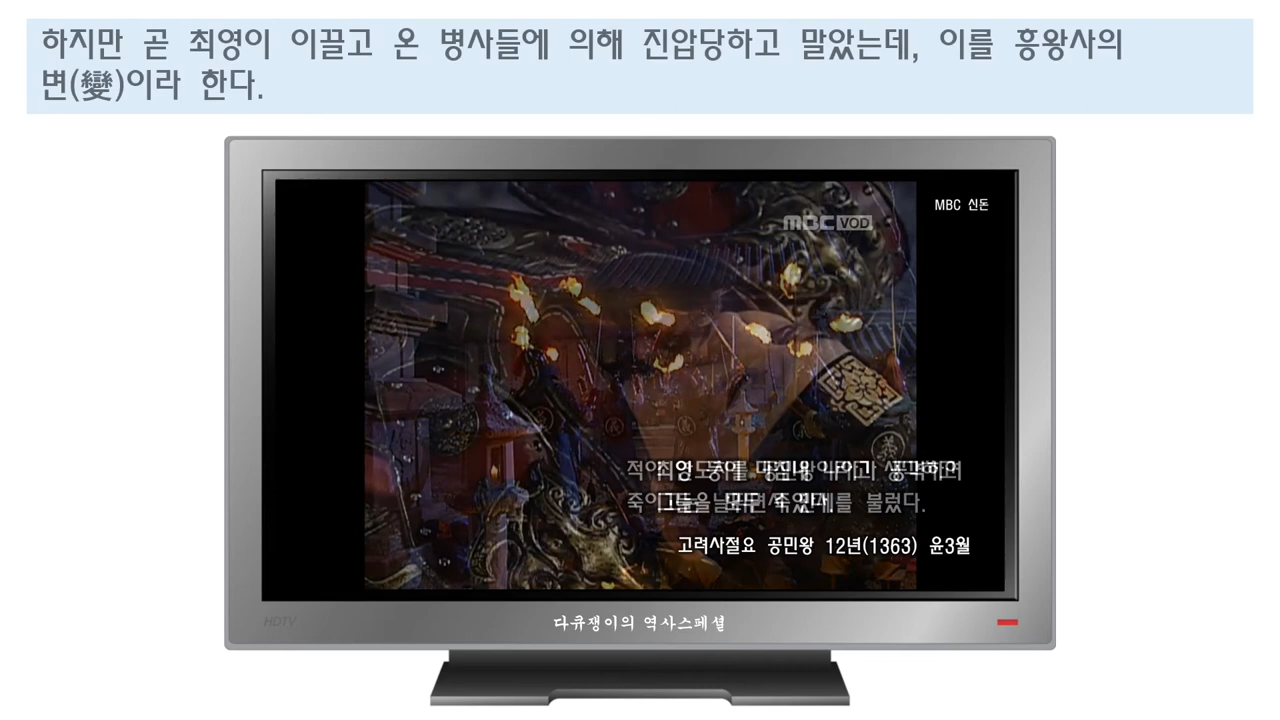 하지만 곧 최영이 이끌고 온 병사들에 의해 진압당하고 말았는데, 이를 흥왕사의
변(變)이라 한다.
MBC 신돈
mbc VOD
불렀다.
고려사절요 공민왕 12년(1363) 윤3월
HDTV
다큐쟁이의 역사스페셜